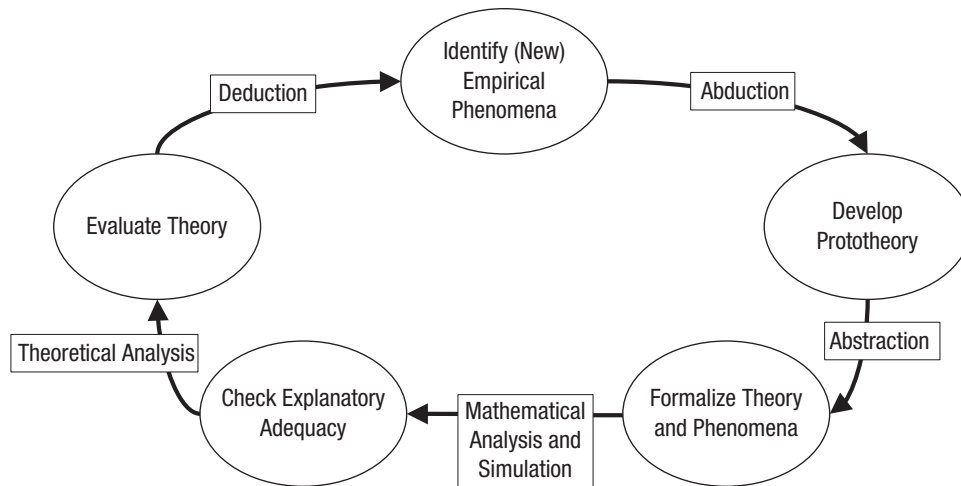 Identify (New)
Empirical
Phenomena
Abduction
Develop
Prototheory
Abstraction
Formalize Theory
and Phenomena
Mathematical
Analysis and
Simulation
Check Explanatory
Adequacy
Theoretical Analysis
Evaluate Theory
Deduction